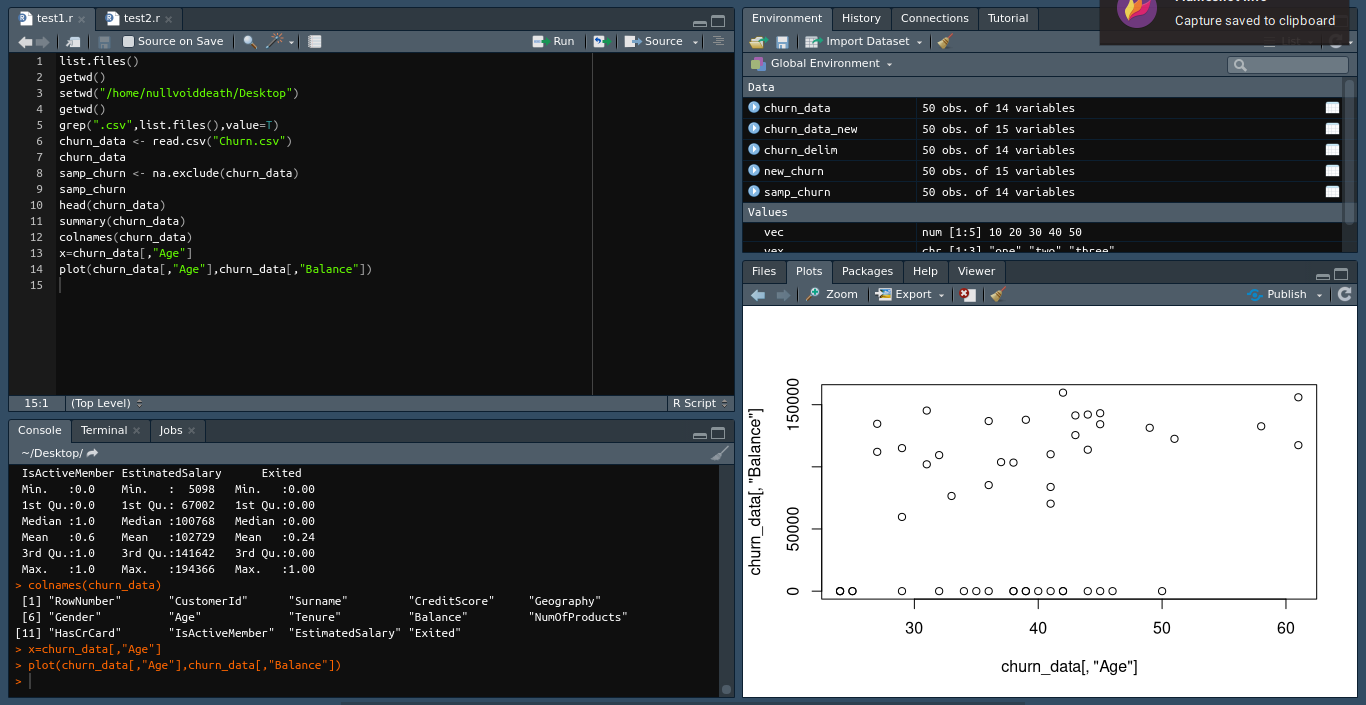 test1.r
test2.r
Source on Save
Run
Source
1 list.files()
2 getwd()
3 setwd("/home/nullvoiddeath/Desktop")
4 getwd()
5 grep(".csv",list.files(),value=T)
6 churn_data <- read.csv("Churn.csv")
7 churn_data
8 samp_churn <- na.exclude(churn_data)
9 samp_churn
10 head(churn_data)
11 summary(churn_data)
12 colnames(churn_data)
13 x=churn_data[,"Age"]
14 plot(churn_data[,"Age"],churn_data[,"Balance"])
15
15:1 (Top Level) R Script
Console Terminal Jobs
~/Desktop/
IsActiveMember EstimatedSalary Exited
Min. :0.0 Min. : 5098 Min. :0.00
1st Qu.:0.0 1st Qu.: 67002 1st Qu.:0.00
Median :1.0 Median :100768 Median :0.00
Mean :0.6 Mean :102729 Mean :0.24
3rd Qu.:1.0 3rd Qu.:141642 3rd Qu.:0.00
Max. :1.0 Max. :194366 Max. :1.00
> colnames(churn_data)
[1] "RowNumber" "CustomerId" "Surname" "CreditScore" "Geography"
[6] "Gender" "Age" "Tenure" "Balance" "NumOfProducts"
[11] "HasCrCard" "IsActiveMember" "EstimatedSalary" "Exited"
> x=churn_data[,"Age"]
> plot(churn_data[,"Age"],churn_data[,"Balance"])
>
Environment History Connections Tutorial
Capture saved to clipboard
Import Dataset
List
Global Environment
Data
churn_data 50 obs. of 14 variables
churn_data_new 50 obs. of 15 variables
churn_delim 50 obs. of 14 variables
new_churn 50 obs. of 15 variables
samp_churn 50 obs. of 14 variables
Values
vec num [1:5] 10 20 30 40 50
vex chr [1:3] "one" "two" "three"
Files Plots Packages Help Viewer
Zoom Export Publish
churn_data[, "Balance"]
150000
50000
0
30 40 50 60
churn_data[, "Age"]